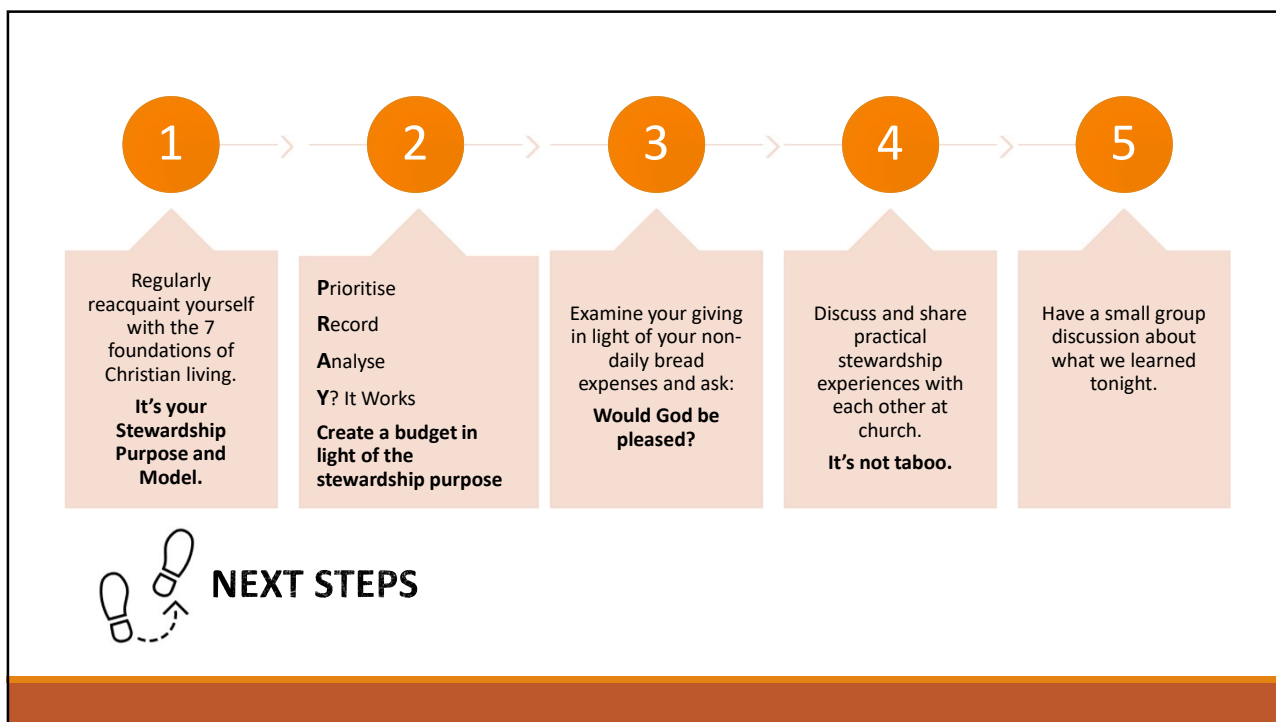 1
Regularly
reacquaint yourself
with the 7
foundations of
Christian living.
It’s your
Stewardship
Purpose and
Model.
2
Prioritise
Record
Analyse
Y? It Works
Create a budget in
light of the
stewardship purpose
3
Examine your giving
in light of your non-
daily bread
expenses and ask:
Would God be
pleased?
4
Discuss and share
practical
stewardship
experiences with
each other at
church.
It’s not taboo.
5
Have a small group
discussion about
what we learned
tonight.
NEXT STEPS